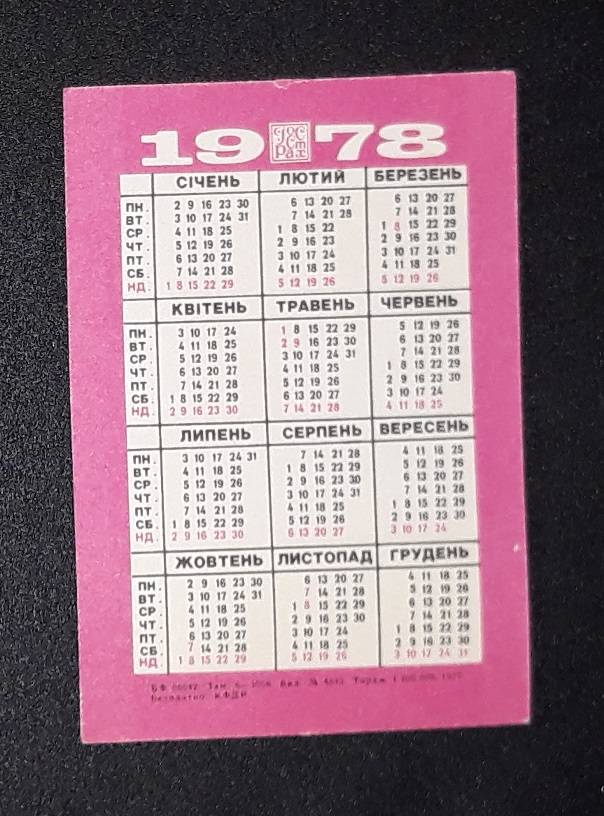 1978
Гос
Ст
Рах
СІЧЕНЬ ЛЮТИЙ БЕРЕЗЕНЬ
ПН. 2 9 16 23 30 6 13 20 27 6 13 20 27
ВТ. 3 10 17 24 31 7 14 21 28 7 14 21 28
СР. 4 11 18 25 1 8 15 22 1 8 15 22 29
ЧТ. 5 12 19 26 2 9 16 23 2 9 16 23 30
ПТ. 6 13 20 27 3 10 17 24 3 10 17 24 31
СБ. 7 14 21 28 4 11 18 25 4 11 18 25
НД. 1 8 15 22 29 5 12 19 26 5 12 19 26
КВІТЕНЬ ТРАВЕНЬ ЧЕРВЕНЬ
ПН. 3 10 17 24 1 8 15 22 29 5 12 19 26
ВТ. 4 11 18 25 2 9 16 23 30 6 13 20 27
СР. 5 12 19 26 3 10 17 24 31 7 14 21 28
ЧТ. 6 13 20 27 4 11 18 25 1 8 15 22 29
ПТ. 7 14 21 28 5 12 19 26 2 9 16 23 30
СБ. 1 8 15 22 29 6 13 20 27 3 10 17 24
НД. 2 9 16 23 30 7 14 21 28 4 11 18 25
ЛИПЕНЬ СЕРПЕНЬ ВЕРЕСЕНЬ
ПН. 3 10 17 24 31 7 14 21 28 4 11 18 25
ВТ. 4 11 18 25 1 8 15 22 29 5 12 19 26
СР. 5 12 19 26 2 9 16 23 30 6 13 20 27
ЧТ. 6 13 20 27 3 10 17 24 31 7 14 21 28
ПТ. 7 14 21 28 4 11 18 25 1 8 15 22 29
СБ. 1 8 15 22 29 5 12 19 26 2 9 16 23 30
НД. 2 9 16 23 30 6 13 20 27 3 10 17 24
ЖОВТЕНЬ ЛИСТОПАД ГРУДЕНЬ
ПН. 2 9 16 23 30 6 13 20 27 4 11 18 25
ВТ. 3 10 17 24 31 7 14 21 28 5 12 19 26
СР. 4 11 18 25 1 8 15 22 29 6 13 20 27
ЧТ. 5 12 19 26 2 9 16 23 30 7 14 21 28
ПТ. 6 13 20 27 3 10 17 24 1 8 15 22 29
СБ. 7 14 21 28 4 11 18 25 2 9 16 23 30
НД. 1 8 15 22 29 5 12 19 26 3 10 17 24 31
БФ Зам. Вид. № Тираж
Безплатно КФДН